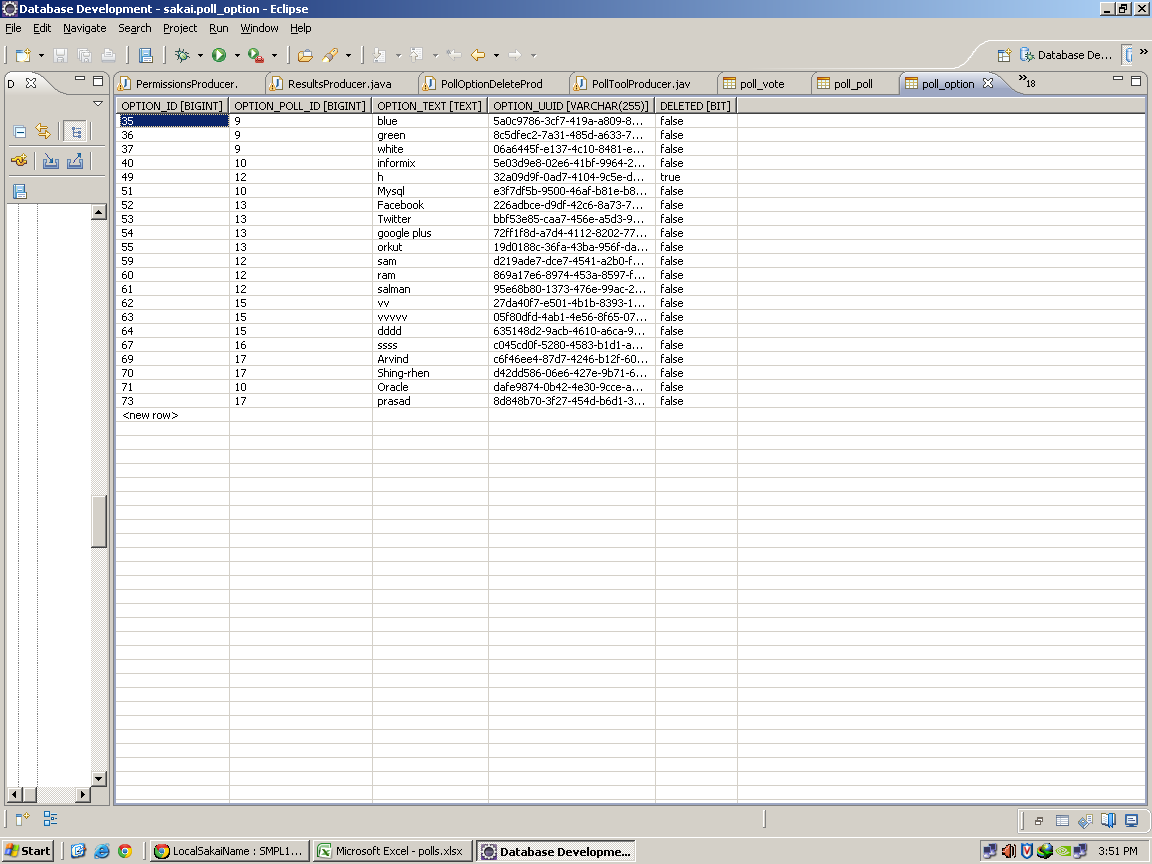 Database Development - sakai.poll_option - Eclipse
File Edit Navigate Search Project Run Window Help
Database De...
D PermissionsProducer. ResultsProducer.java PollOptionDeleteProd PollToolProducer.jav poll_vote poll_poll poll_option 18
OPTION_ID [BIGINT] OPTION_POLL_ID [BIGINT] OPTION_TEXT [TEXT] OPTION_UUID [VARCHAR(255)] DELETED [BIT]
35 9 blue 5a0c9786-3cf7-419a-a809-8... false
36 9 green 8c5dfec2-7a31-485d-a633-7... false
37 9 white 06a6445f-e137-4c10-8481-e... false
40 10 informix 5e03d9e8-02e6-41bf-9964-2... false
49 12 h 32a09d9f-0ad7-4104-9c5e-d... true
51 10 Mysql e3f7df5b-9500-46af-b81e-b8... false
52 13 Facebook 226adbce-d9df-42c6-8a73-7... false
53 13 Twitter bbf53e85-caa7-456e-a5d3-9... false
54 13 google plus 72ff1f8d-a7d4-4112-8202-77... false
55 13 orkut 19d0188c-36fa-43ba-956f-da... false
59 12 sam d219ade7-dce7-4541-a2b0-f... false
60 12 ram 869a17e6-8974-453a-8597-f... false
61 12 salman 95e68b80-1373-476e-99ac-2... false
62 15 vv 27da40f7-e501-4b1b-8393-1... false
63 15 vvvvv 05f80dfd-4ab1-4e56-8f65-07... false
64 15 dddd 635148d2-9acb-4610-a6ca-9... false
67 16 ssss c045cd0f-5280-4583-b1d1-a... false
69 17 Arvind c6f46ee4-87d7-4246-b12f-60... false
70 17 Shing-rhen d42dd586-06e6-427e-9b71-6... false
71 10 Oracle dafe9874-0b42-4e30-9cce-a... false
73 17 prasad 8d848b70-3f27-454d-b6d1-3... false
<new row>
Start LocalSakaiName : SMPL1... Microsoft Excel - polls.xlsx Database Developme... 3:51 PM